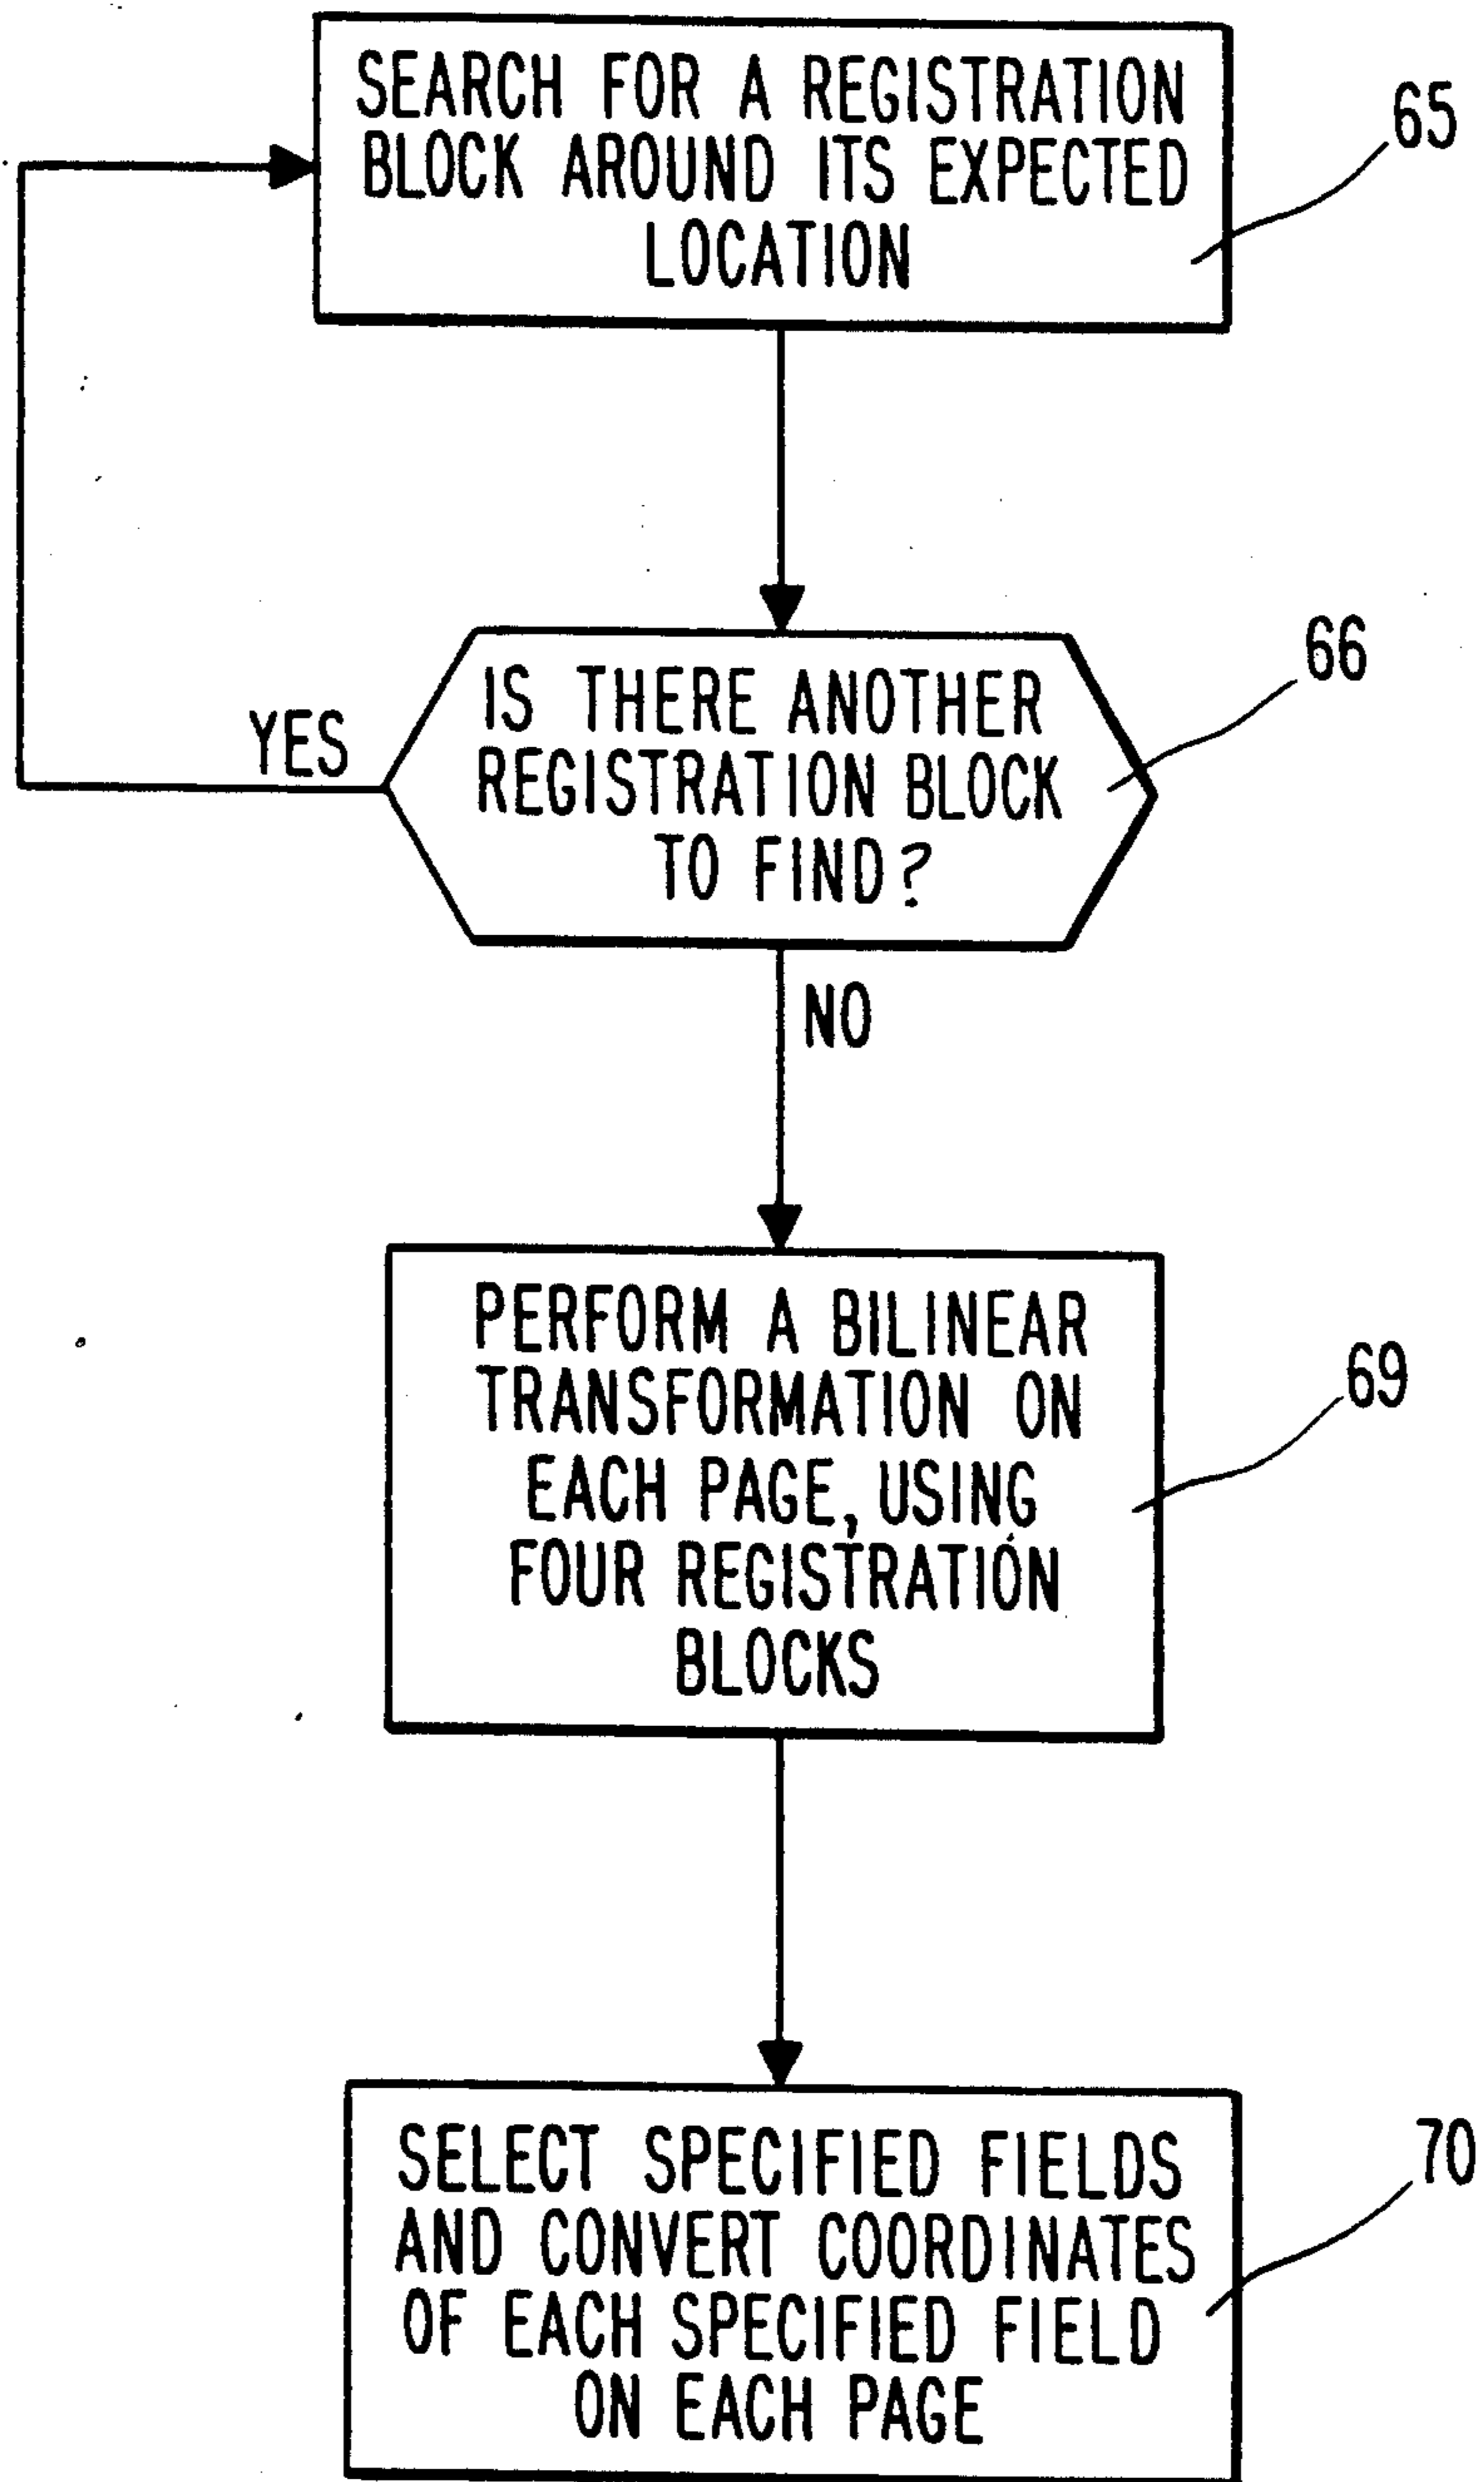 SEARCH FOR A REGISTRATION
BLOCK AROUND ITS EXPECTED
LOCATION
65
IS THERE ANOTHER
REGISTRATION BLOCK
TO FIND?
66
YES
NO
PERFORM A BILINEAR
TRANSFORMATION ON
EACH PAGE, USING
FOUR REGISTRATION
BLOCKS
69
SELECT SPECIFIED FIELDS
AND CONVERT COORDINATES
OF EACH SPECIFIED FIELD
ON EACH PAGE
70